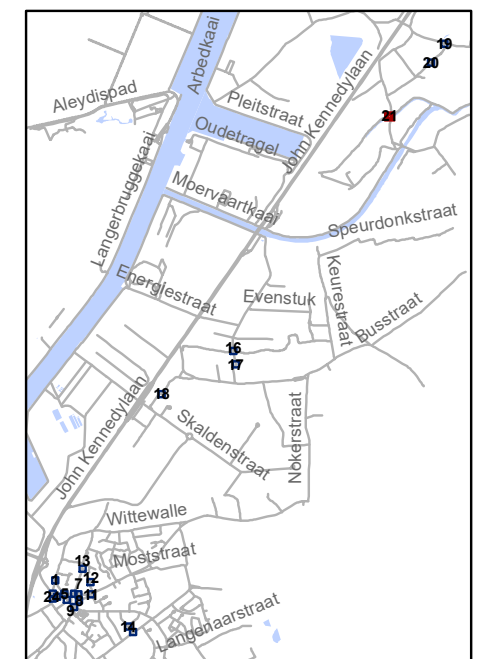 Arbedkaai
19
20
Aleydispad
Pleitstraat
John Kennedylaan
21
Oudetragel
Langerbruggekaai
Moervaartkaai
Speurdonkstraat
Energiestraat
Evenstuk
Keurestraat
Busstraat
16
17
18
John Kennedylaan
Skaldenstraat
Nokerstraat
Wittewalle
Moststraat
13
12
7
11
9
14
Langenaarstraat